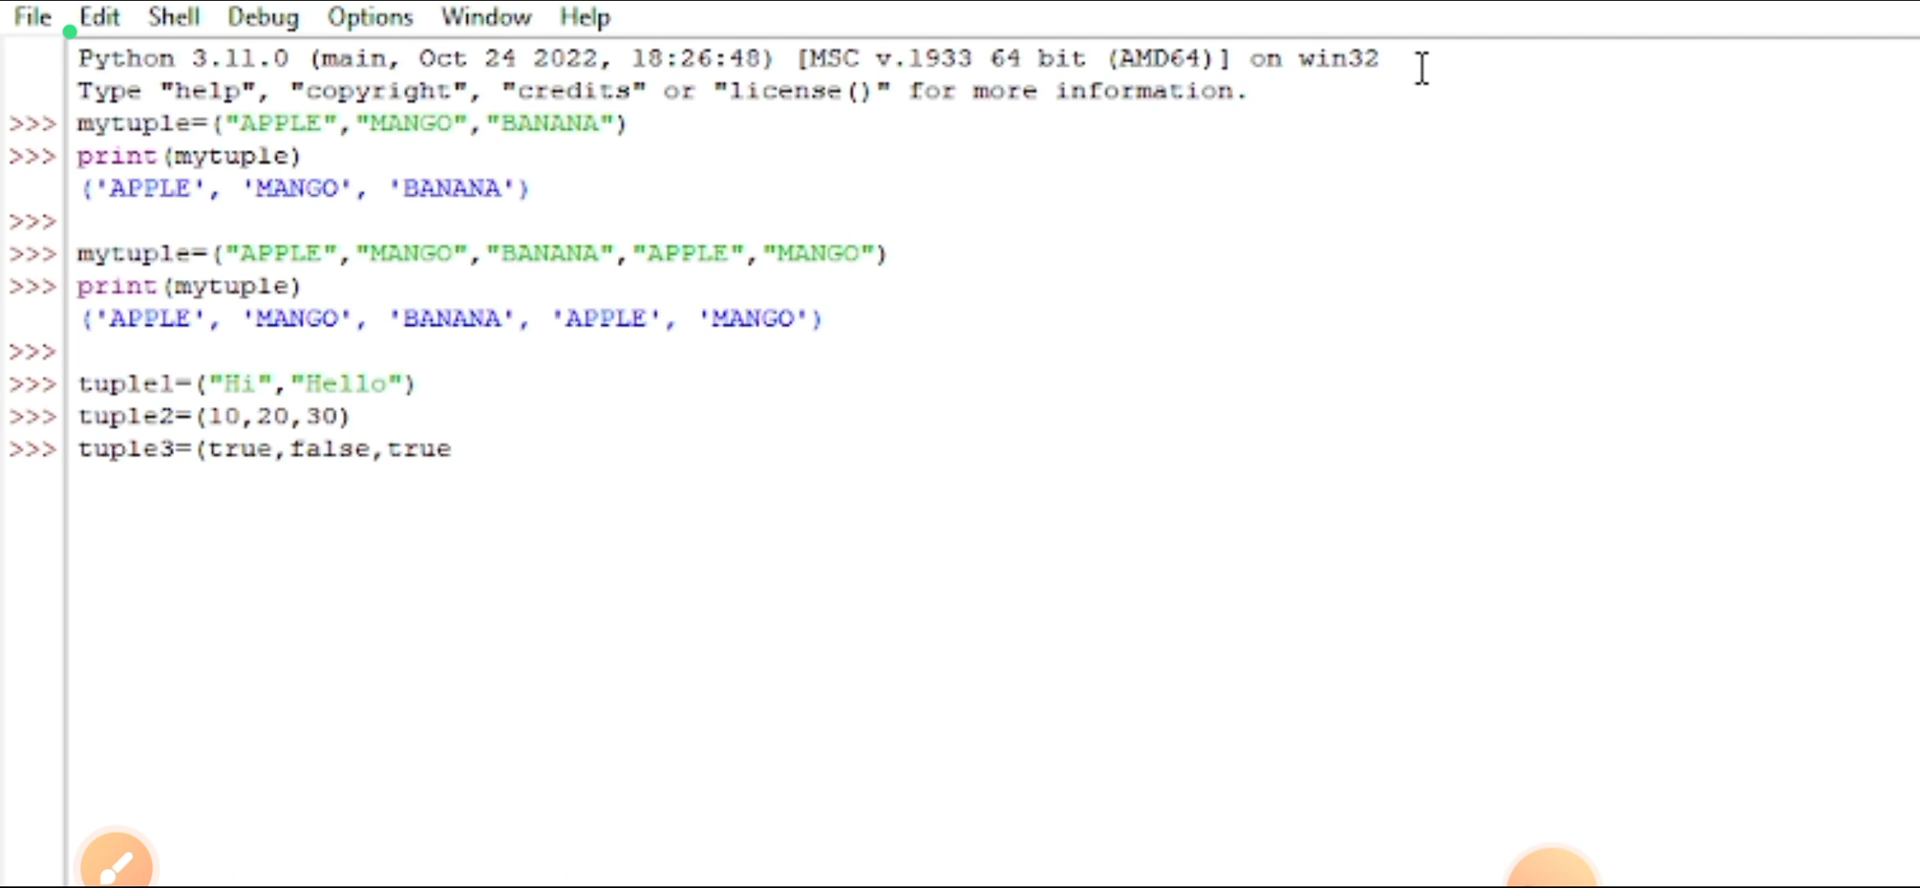 File Edit Shell Debug Options Window Help
Python 3.11.0 (main, Oct 24 2022, 18:26:48) [MSC v.1933 64 bit (AMD64)] on win32
Type "help", "copyright", "credits" or "license()" for more information.
>>> mytuple=("APPLE","MANGO","BANANA")
>>> print(mytuple)
('APPLE', 'MANGO', 'BANANA')
>>>
>>> mytuple=("APPLE","MANGO","BANANA","APPLE","MANGO")
>>> print(mytuple)
('APPLE', 'MANGO', 'BANANA', 'APPLE', 'MANGO')
>>>
>>> tuple1=("Hi","Hello")
>>> tuple2=(10,20,30)
>>> tuple3=(true,false,true